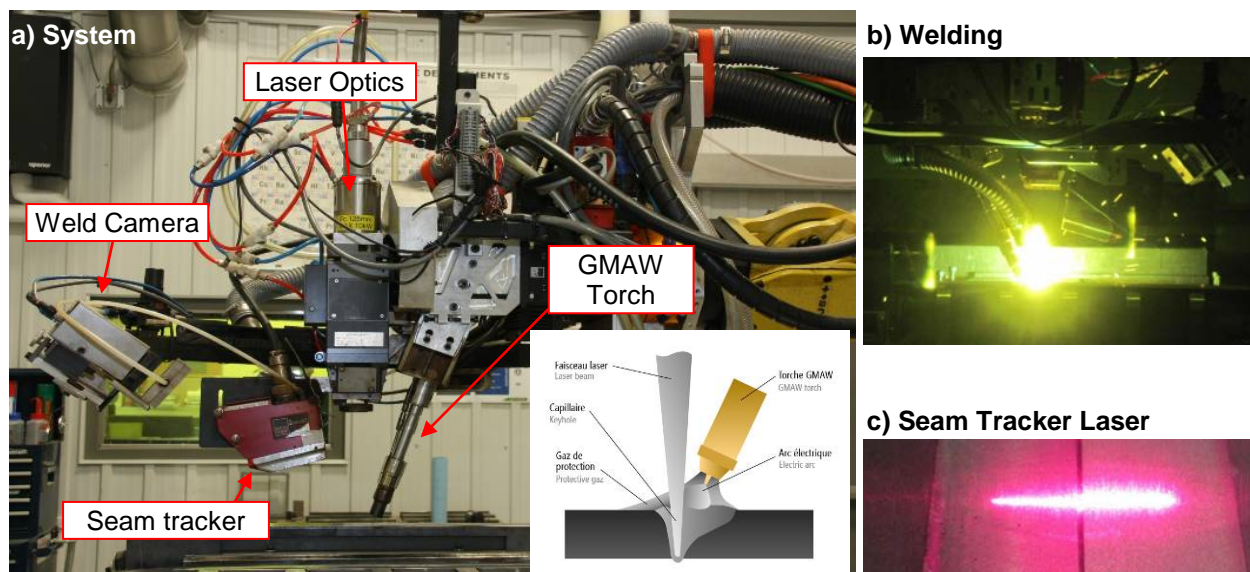 a) System
E DEVELOPMENTS
Laser Optics
Weld Camera
GMAW
Torch
Seam tracker
Faisceau laser
Laser beam
Capillaire
Keyhole
Gaz de
protection
Protective gaz
Torche GMAW
GMAW torch
Arc électrique
Electric arc
b) Welding
c) Seam Tracker Laser